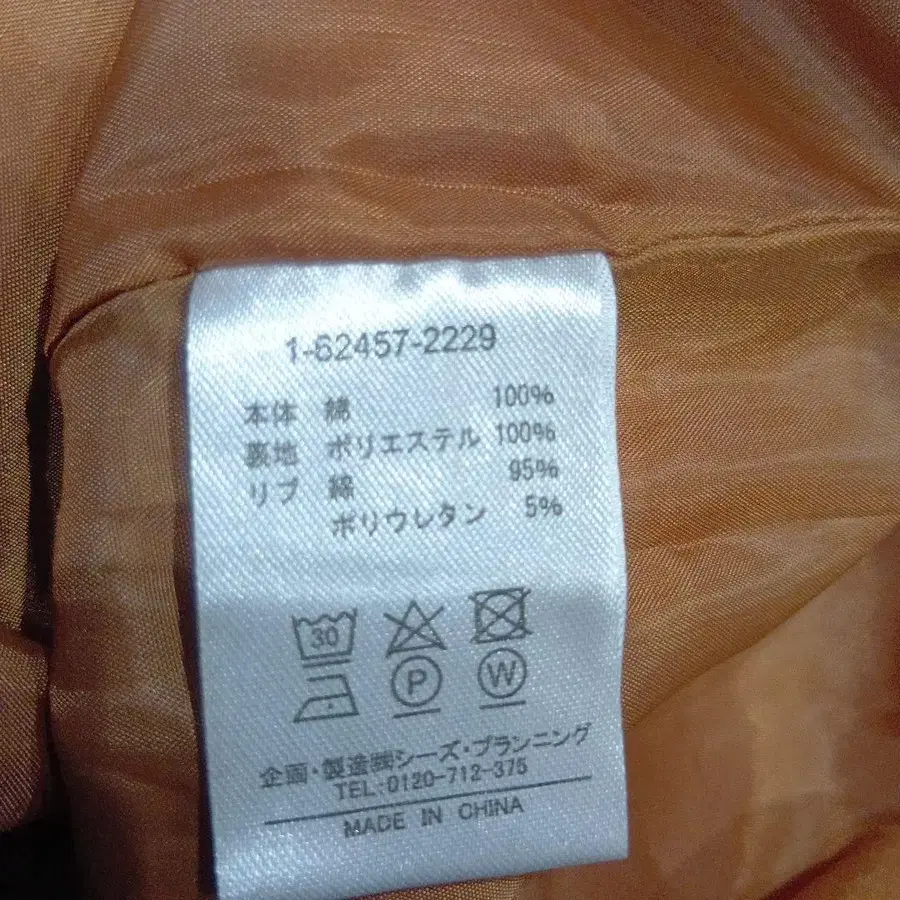 1-62457-2229
本体 綿 100%
裏地 ポリエステル 100%
リブ 綿 95%
ポリウレタン 5%
30
P W
企画・製造㈱シーズ・プランニング
TEL:0120-712-375
MADE IN CHINA